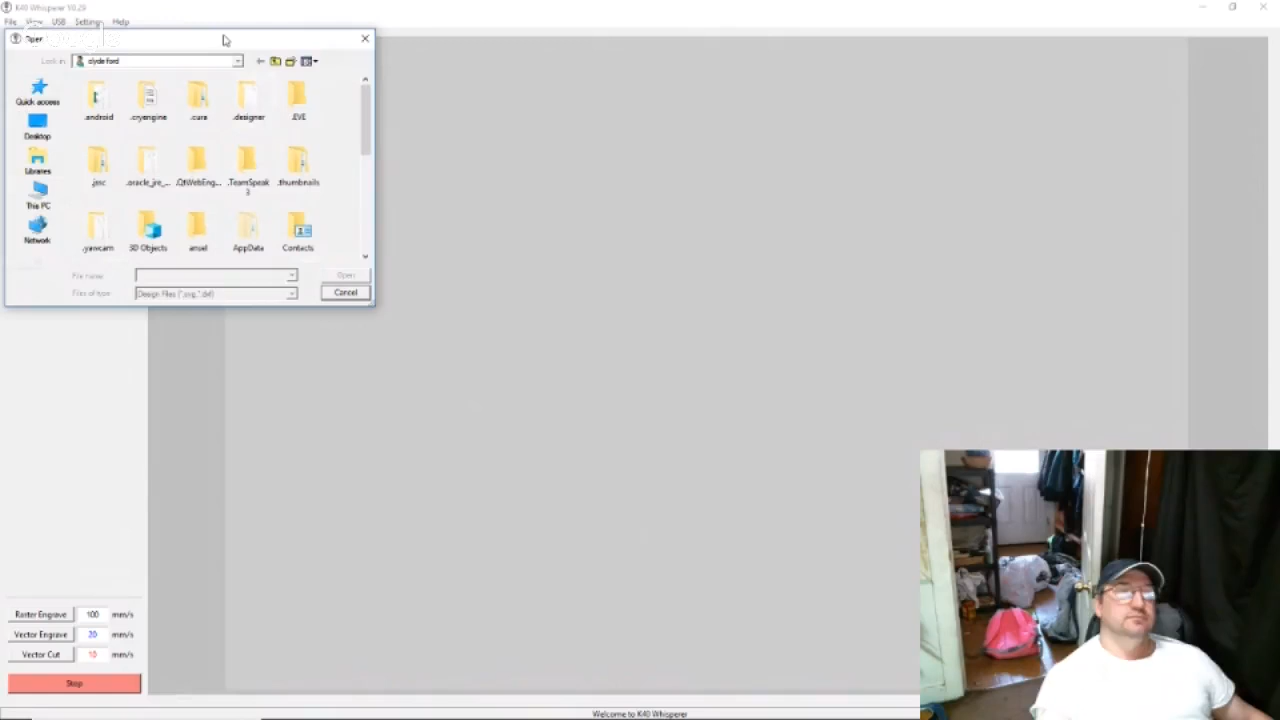 K40 Whisperer V0.29
File View USB Settings Help
Open
Look in: clyde ford
Quick access
Desktop
Libraries
This PC
Network
.android .cryengine .cura .designer .EVE
.jmc .oracle_jre_... .QtWebEng... .TeamSpeak 3 .thumbnails
.yawcam 3D Objects ansel AppData Contacts
File name: Open
Files of type: Design Files (*.svg,*.dxf) Cancel
Raster Engrave 100 mm/s
Vector Engrave 20 mm/s
Vector Cut 10 mm/s
Stop
Welcome to K40 Whisperer